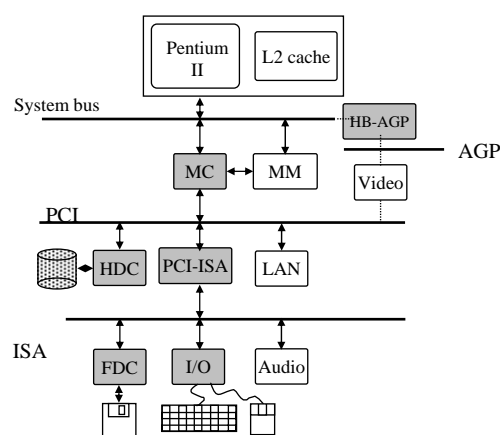 Pentium
II
L2 cache
System bus
HB-AGP
AGP
MC
MM
Video
PCI
HDC
PCI-ISA
LAN
ISA
FDC
I/O
Audio